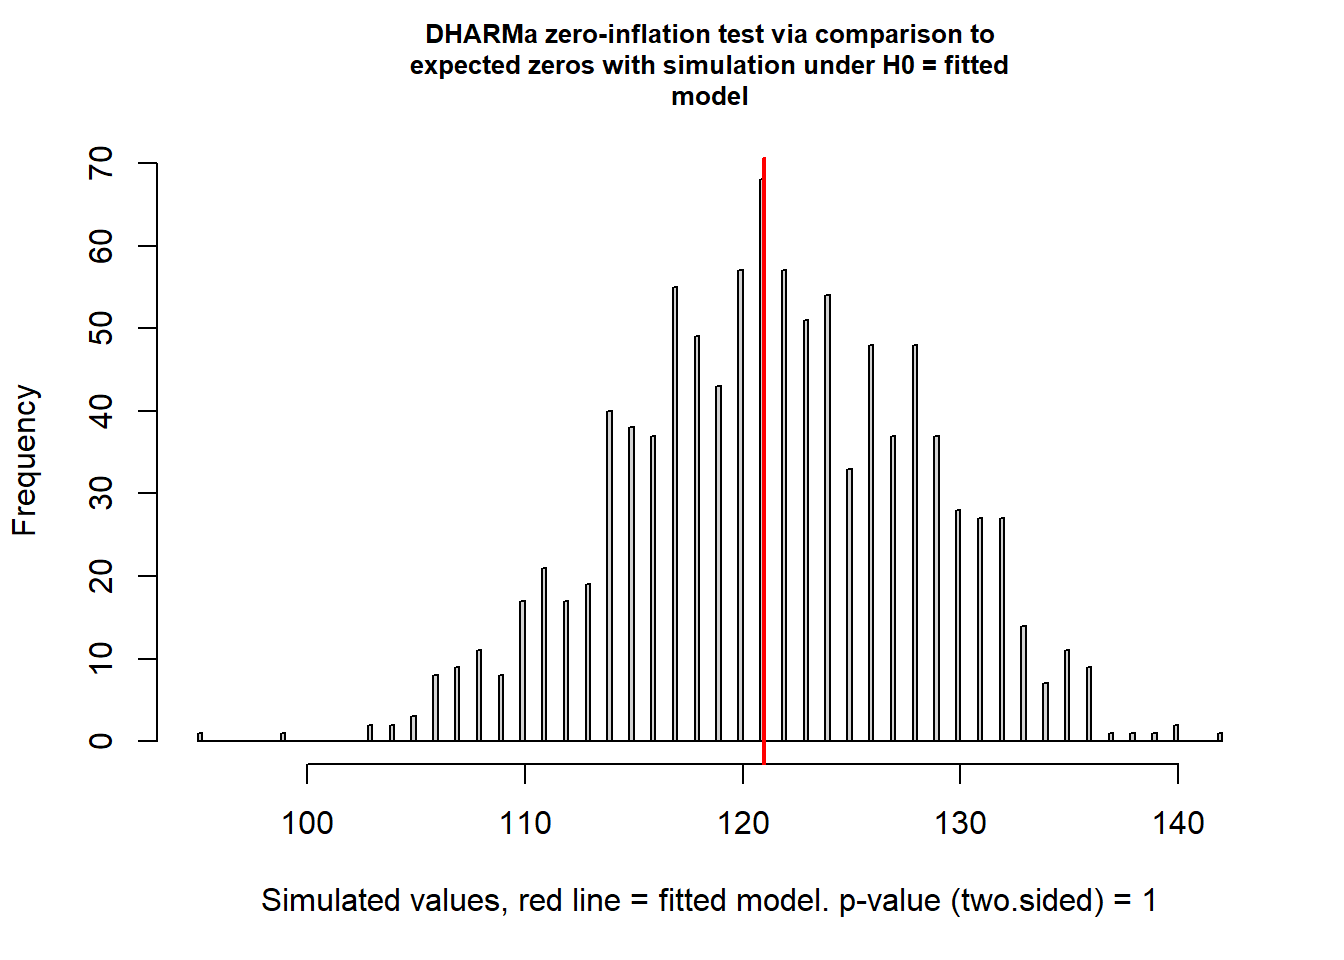 DHARMa zero-inflation test via comparison to
expected zeros with simulation under H0 = fitted
model
Frequency
70
60
50
40
30
20
10
0
100 110 120 130 140
Simulated values, red line = fitted model. p-value (two.sided) = 1